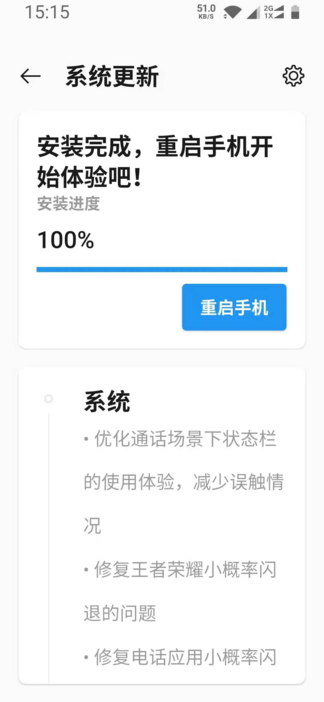 15:15
51.0
KB/S
2G
1X
系统更新
安装完成，重启手机开
始体验吧！
安装进度
100%
重启手机
系统
• 优化通话场景下状态栏
的使用体验，减少误触情
况
• 修复王者荣耀小概率闪
退的问题
• 修复电话应用小概率闪